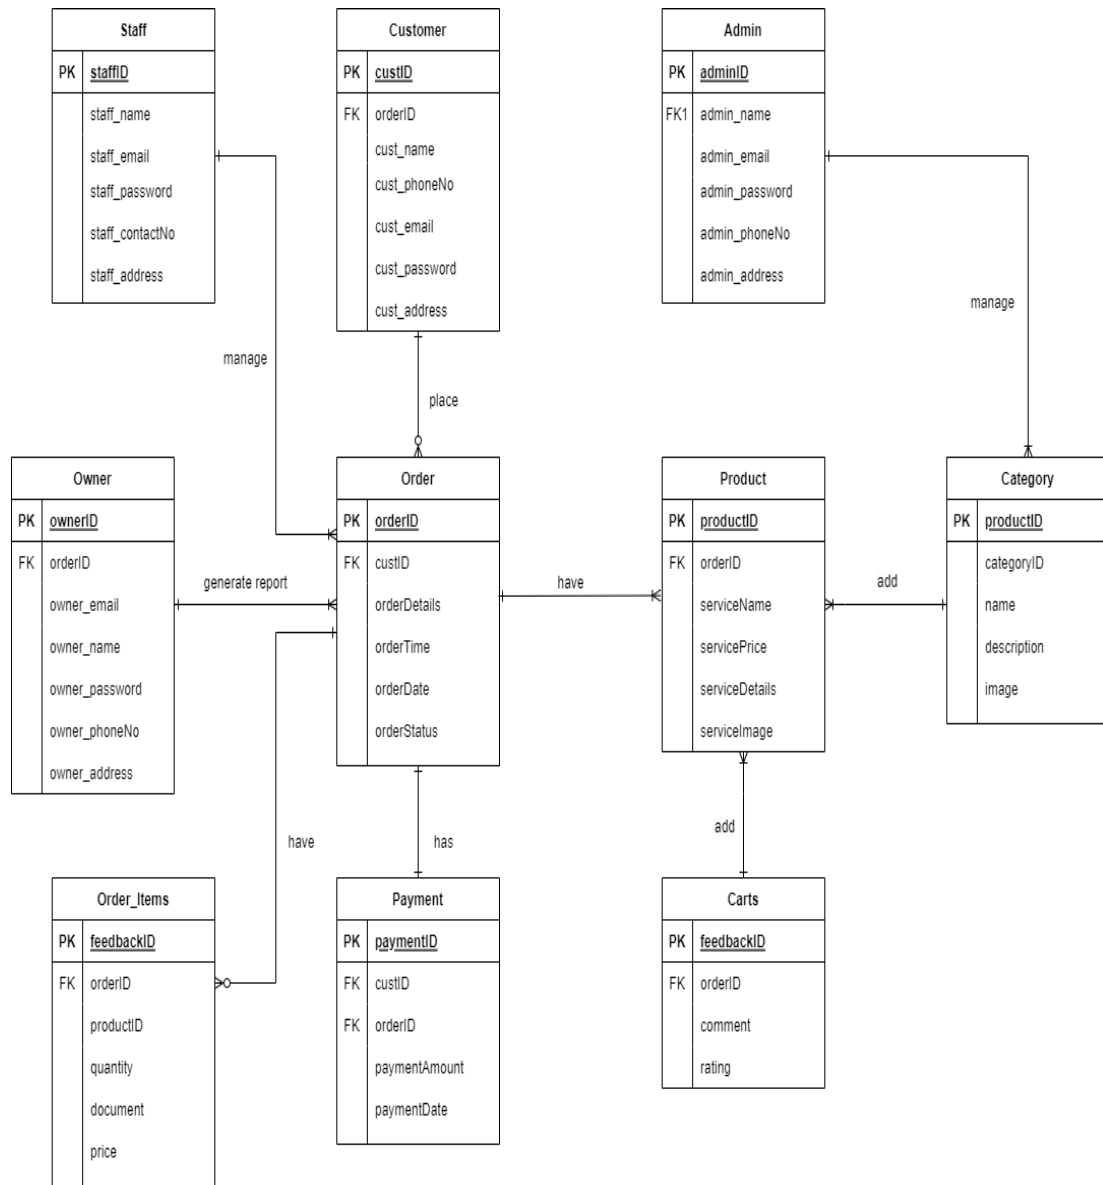 Staff
PK staffID
staff_name
staff_email
staff_password
staff_contactNo
staff_address
Customer
PK custID
FK orderID
cust_name
cust_phoneNo
cust_email
cust_password
cust_address
Admin
PK adminID
FK1 admin_name
admin_email
admin_password
admin_phoneNo
admin_address
manage
place
manage
Owner
PK ownerID
FK orderID
owner_email
owner_name
owner_password
owner_phoneNo
owner_address
generate report
Order
PK orderID
FK custID
orderDetails
orderTime
orderDate
orderStatus
have
Product
PK productID
FK orderID
serviceName
servicePrice
serviceDetails
serviceImage
add
Category
PK productID
categoryID
name
description
image
have
has
add
Order_Items
PK feedbackID
FK orderID
productID
quantity
document
price
Payment
PK paymentID
FK custID
FK orderID
paymentAmount
paymentDate
Carts
PK feedbackID
FK orderID
comment
rating